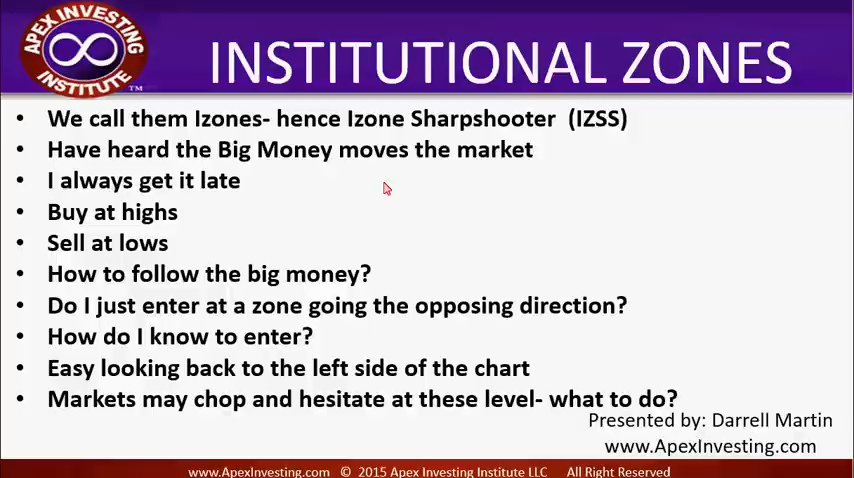 APEX INVESTING
INSTITUTE
TM
INSTITUTIONAL ZONES
• We call them Izones- hence Izone Sharpshooter (IZSS)
• Have heard the Big Money moves the market
• I always get it late
• Buy at highs
• Sell at lows
• How to follow the big money?
• Do I just enter at a zone going the opposing direction?
• How do I know to enter?
• Easy looking back to the left side of the chart
• Markets may chop and hesitate at these level- what to do?
Presented by: Darrell Martin
www.ApexInvesting.com
www.ApexInvesting.com © 2015 Apex Investing Institute LLC All Right Reserved